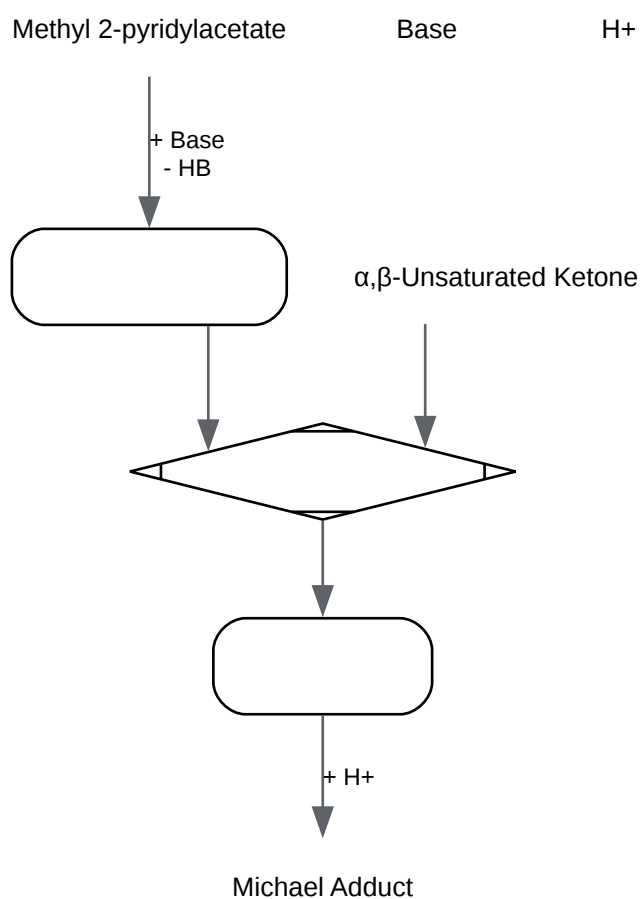 Methyl 2-pyridylacetate Base H+
+ Base
- HB
α,β-Unsaturated Ketone
+ H+
Michael Adduct